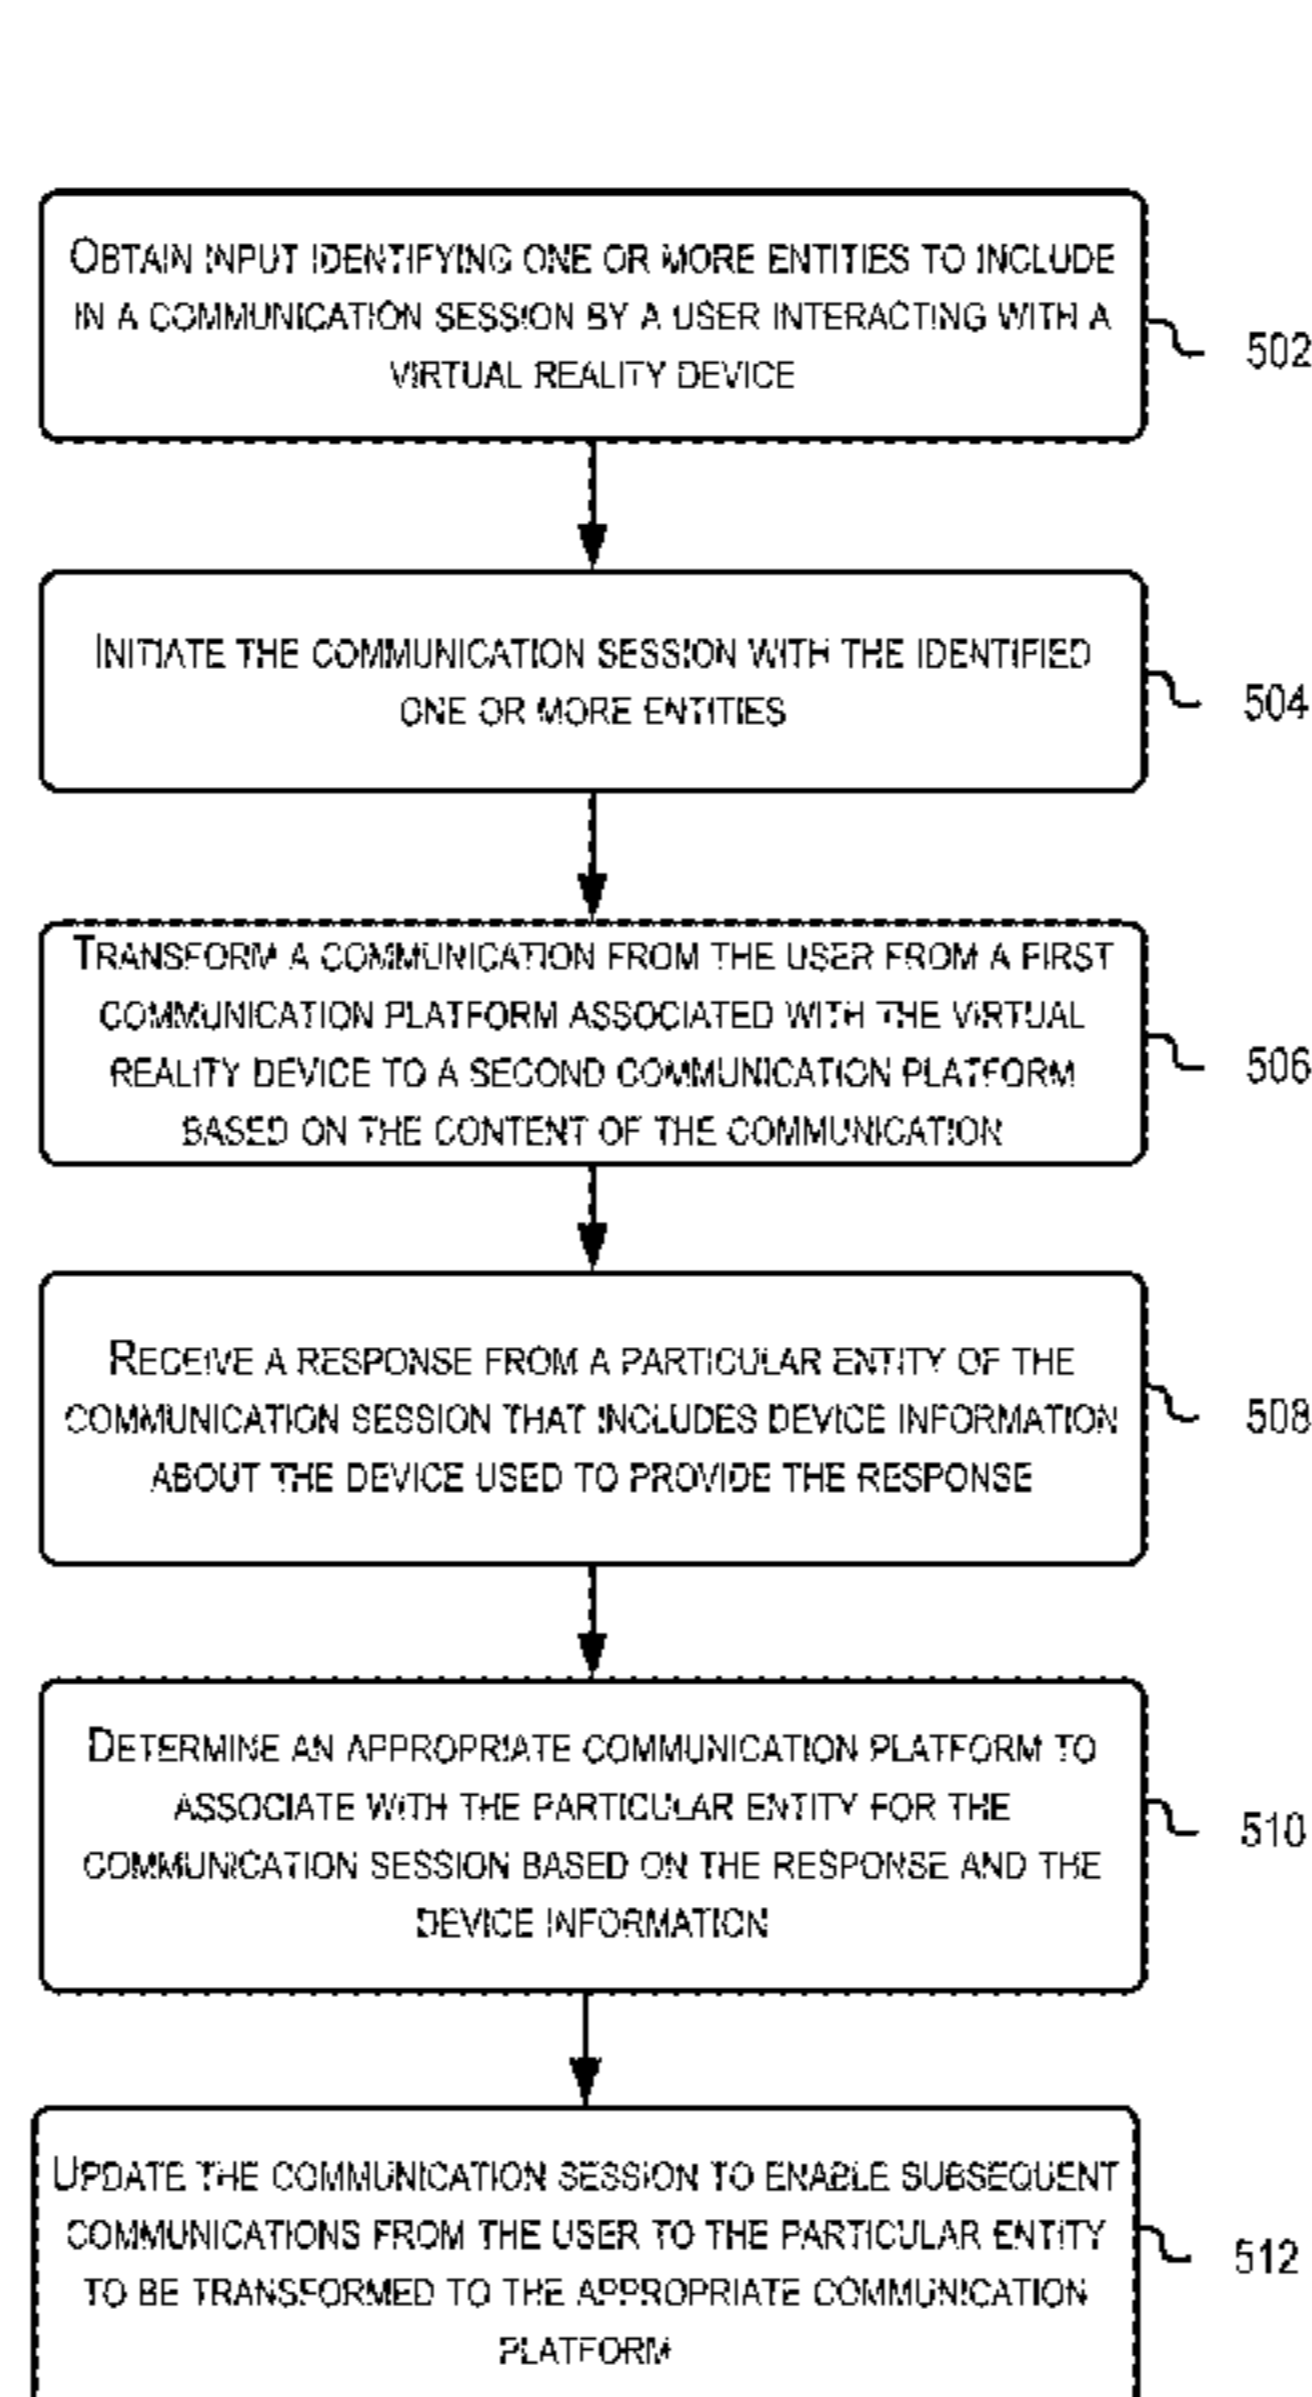 OBTAIN INPUT IDENTIFYING ONE OR MORE ENTITIES TO INCLUDE
IN A COMMUNICATION SESSION BY A USER INTERACTING WITH A
VIRTUAL REALITY DEVICE
502
INITIATE THE COMMUNICATION SESSION WITH THE IDENTIFIED
ONE OR MORE ENTITIES
504
TRANSFORM A COMMUNICATION FROM THE USER FROM A FIRST
COMMUNICATION PLATFORM ASSOCIATED WITH THE VIRTUAL
REALITY DEVICE TO A SECOND COMMUNICATION PLATFORM
BASED ON THE CONTENT OF THE COMMUNICATION
506
RECEIVE A RESPONSE FROM A PARTICULAR ENTITY OF THE
COMMUNICATION SESSION THAT INCLUDES DEVICE INFORMATION
ABOUT THE DEVICE USED TO PROVIDE THE RESPONSE
508
DETERMINE AN APPROPRIATE COMMUNICATION PLATFORM TO
ASSOCIATE WITH THE PARTICULAR ENTITY FOR THE
COMMUNICATION SESSION BASED ON THE RESPONSE AND THE
DEVICE INFORMATION
510
UPDATE THE COMMUNICATION SESSION TO ENABLE SUBSEQUENT
COMMUNICATIONS FROM THE USER TO THE PARTICULAR ENTITY
TO BE TRANSFORMED TO THE APPROPRIATE COMMUNICATION
PLATFORM
512